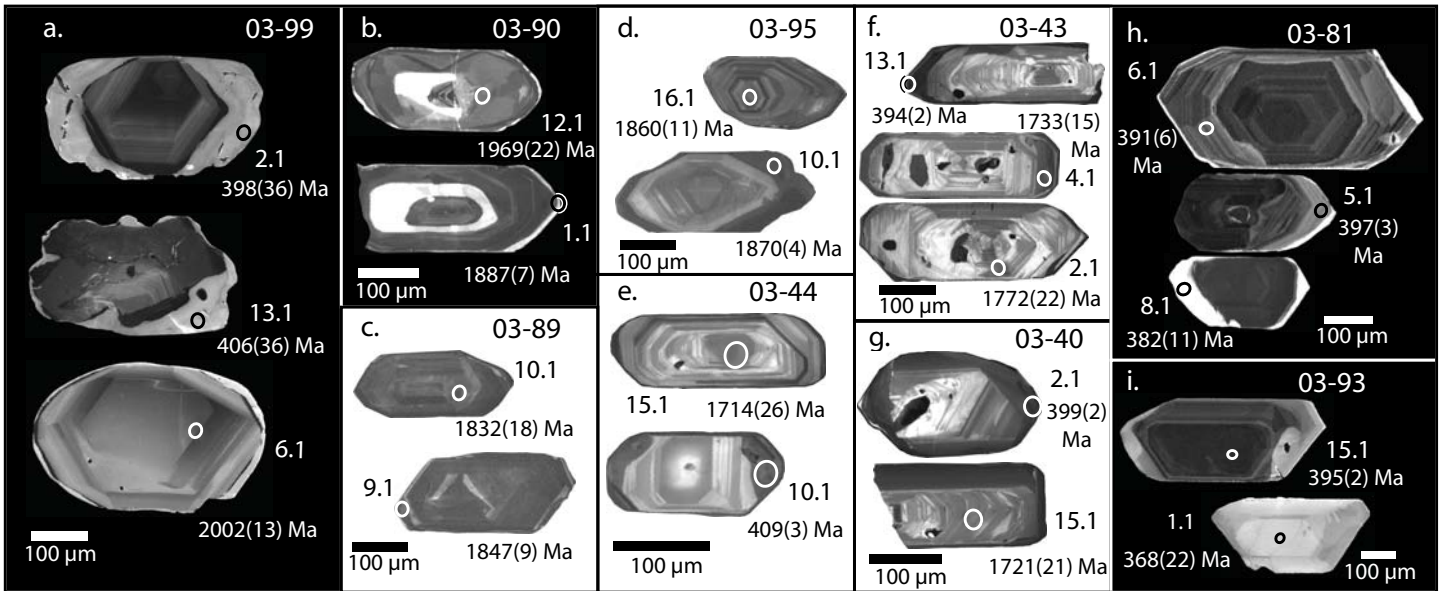 a.
03-99
2.1
398(36) Ma
13.1
406(36) Ma
6.1
2002(13) Ma
100 µm
b.
03-90
12.1
1969(22) Ma
1.1
1887(7) Ma
100 µm
c.
03-89
10.1
1832(18) Ma
9.1
1847(9) Ma
100 µm
d.
03-95
16.1
1860(11) Ma
10.1
1870(4) Ma
100 µm
e.
03-44
15.1
1714(26) Ma
10.1
409(3) Ma
100 µm
f.
03-43
13.1
394(2) Ma
1733(15)
Ma
4.1
2.1
1772(22) Ma
100 µm
g.
03-40
2.1
399(2)
Ma
15.1
1721(21) Ma
100 µm
h.
03-81
6.1
391(6)
Ma
5.1
397(3)
Ma
8.1
382(11) Ma
100 µm
i.
03-93
15.1
395(2) Ma
1.1
368(22) Ma
100 µm